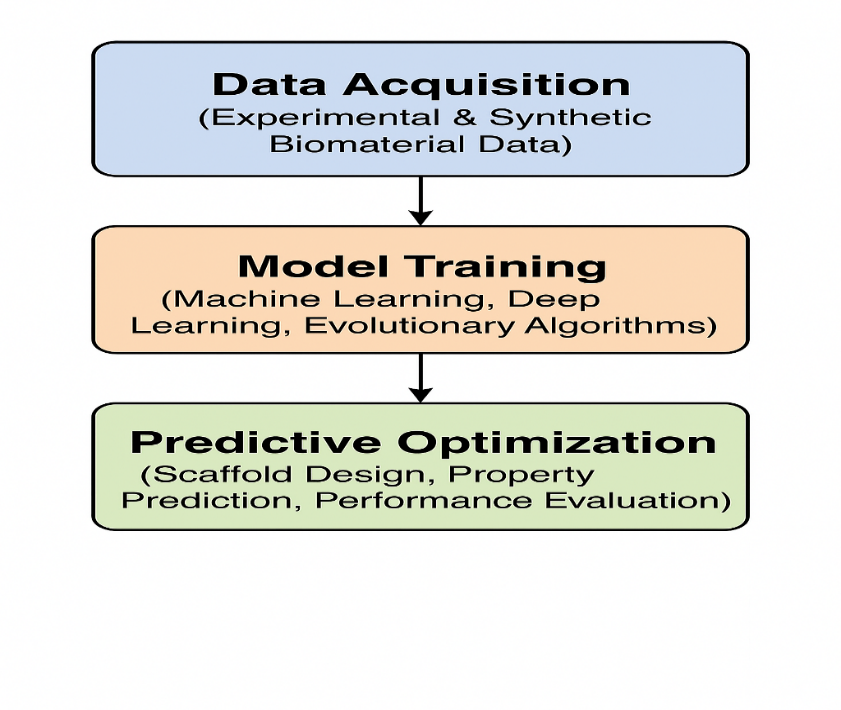 Data Acquisition
(Experimental & Synthetic
Biomaterial Data)
Model Training
(Machine Learning, Deep
Learning, Evolutionary Algorithms)
Predictive Optimization
(Scaffold Design, Property
Prediction, Performance Evaluation)